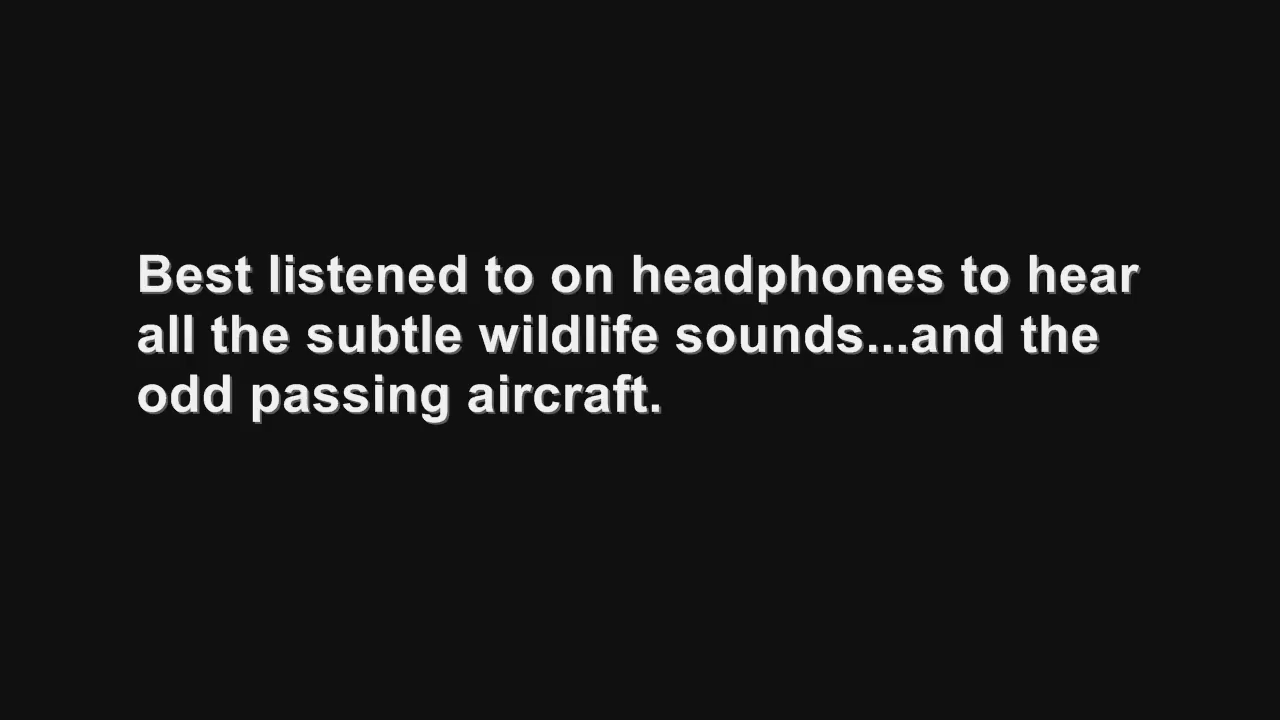 Best listened to on headphones to hear
all the subtle wildlife sounds...and the
odd passing aircraft.